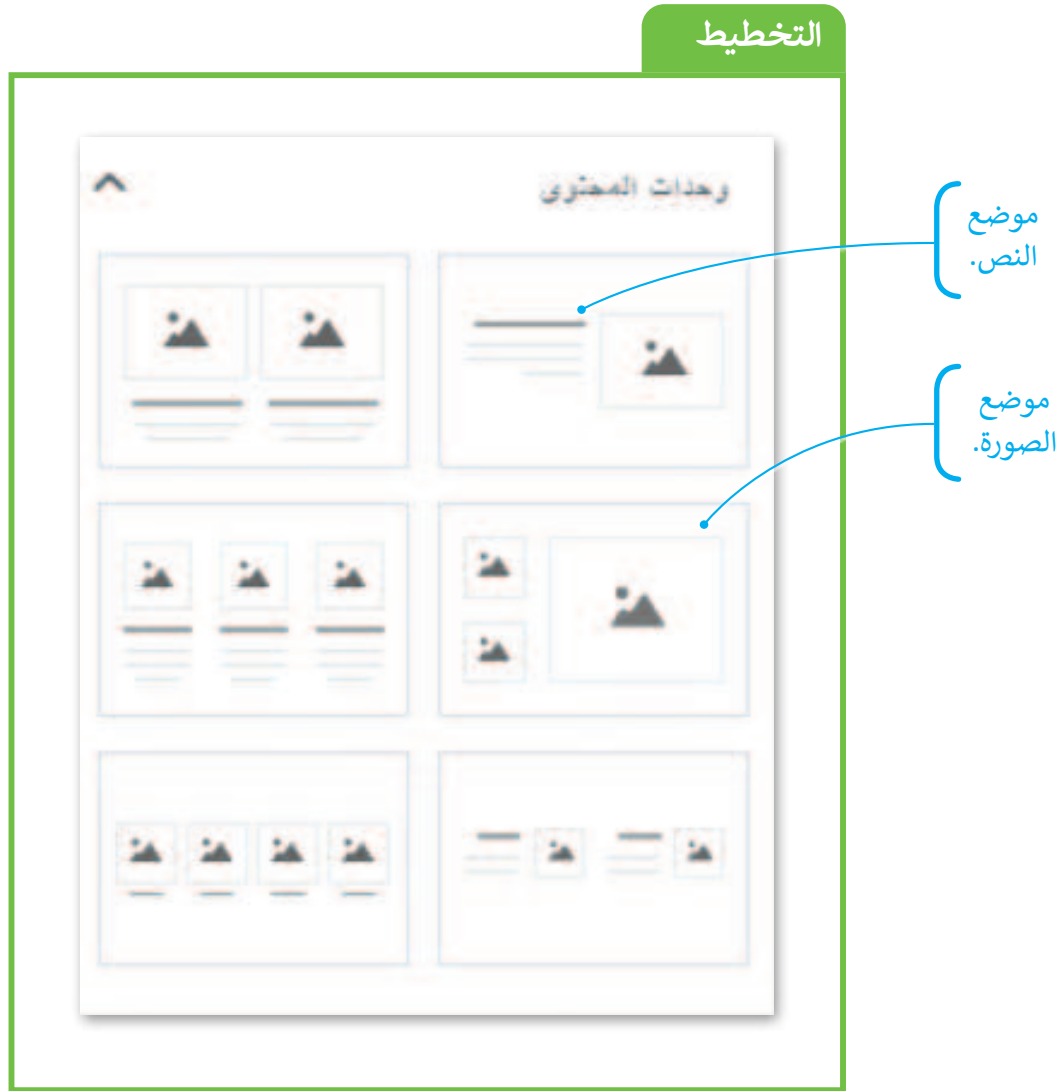 التخطيط
وحدات المحتوى
موضع
النص.
موضع
الصورة.